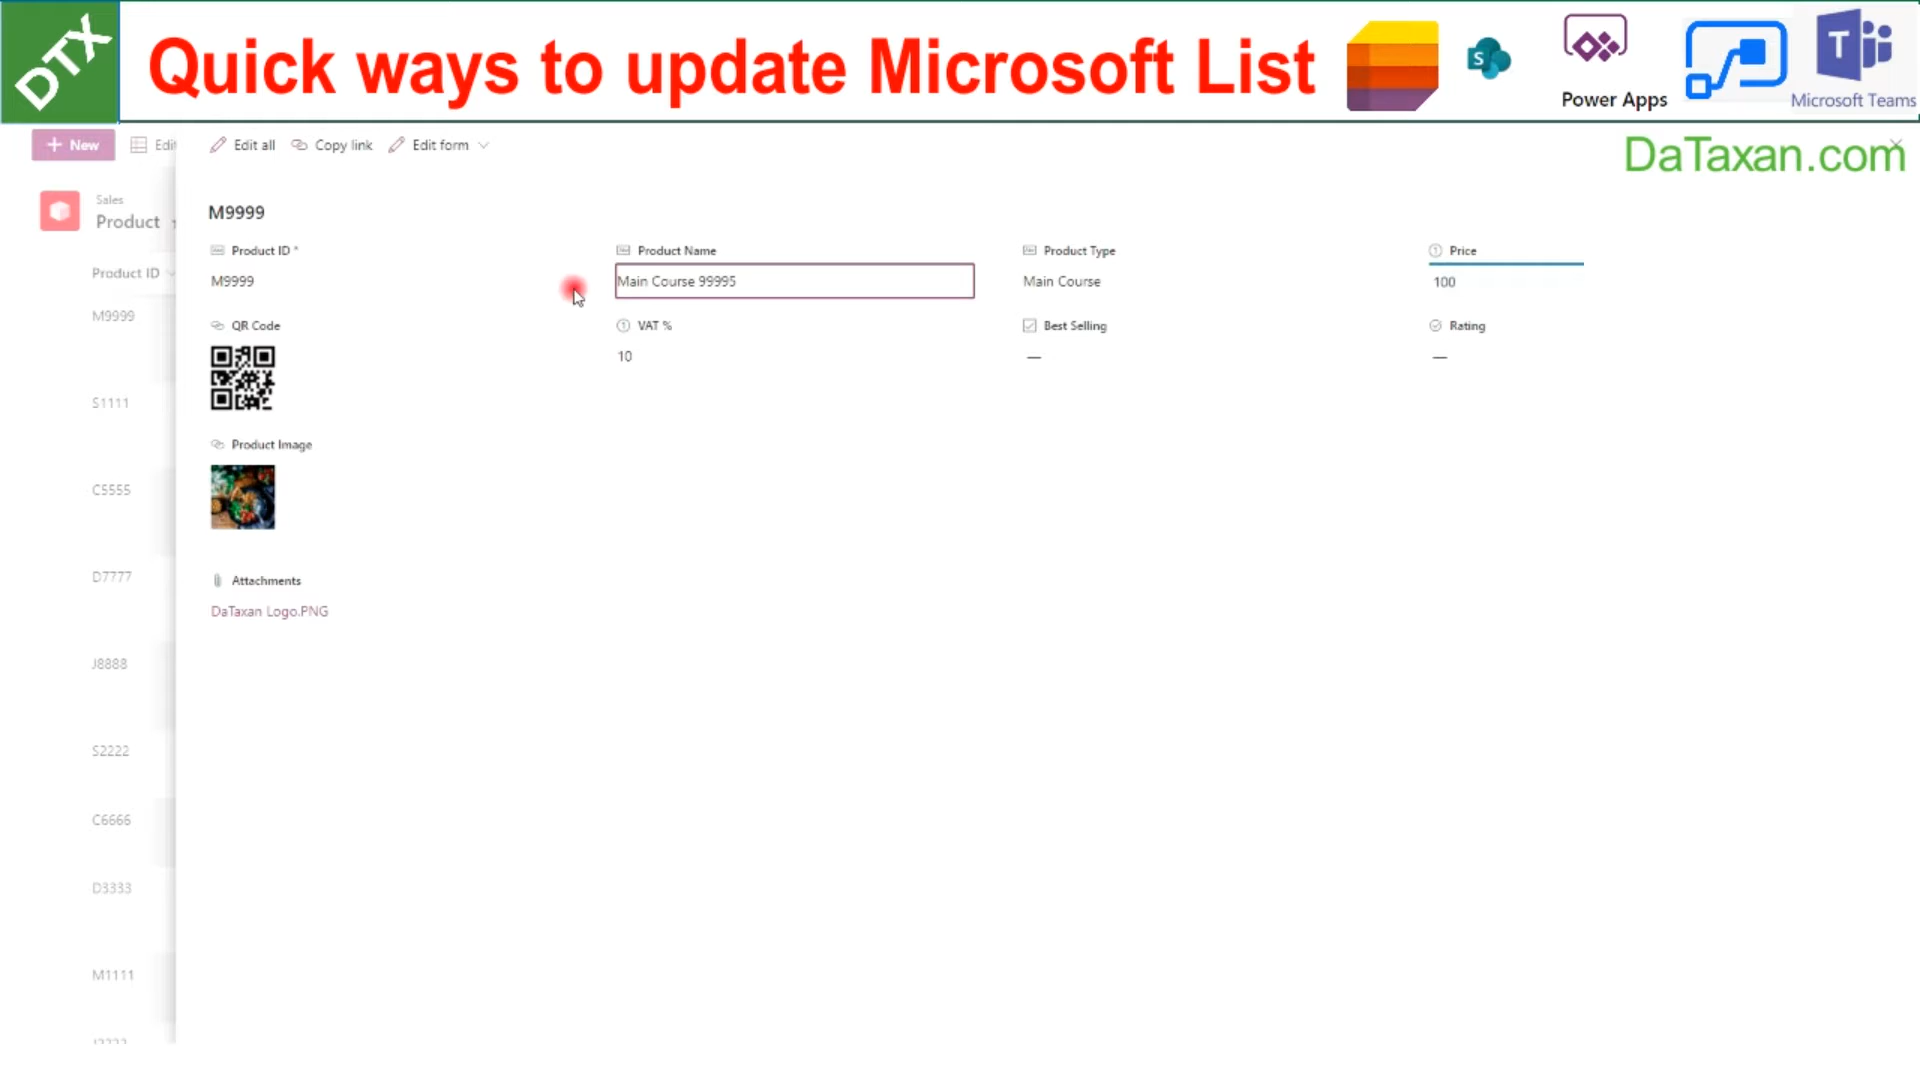 DTX
Quick ways to update Microsoft List
S
Power Apps
T
Microsoft Teams
DaTaxan.com
+ New
Edit
Edit all
Copy link
Edit form
Sales
Product
Product ID
M9999
S1111
C5555
D7777
J8888
S2222
C6666
D3333
M1111
M9999
Product ID *
M9999
Product Name
Main Course 99995
Product Type
Main Course
Price
100
QR Code
VAT %
10
Best Selling
—
Rating
—
Product Image
Attachments
DaTaxan Logo.PNG